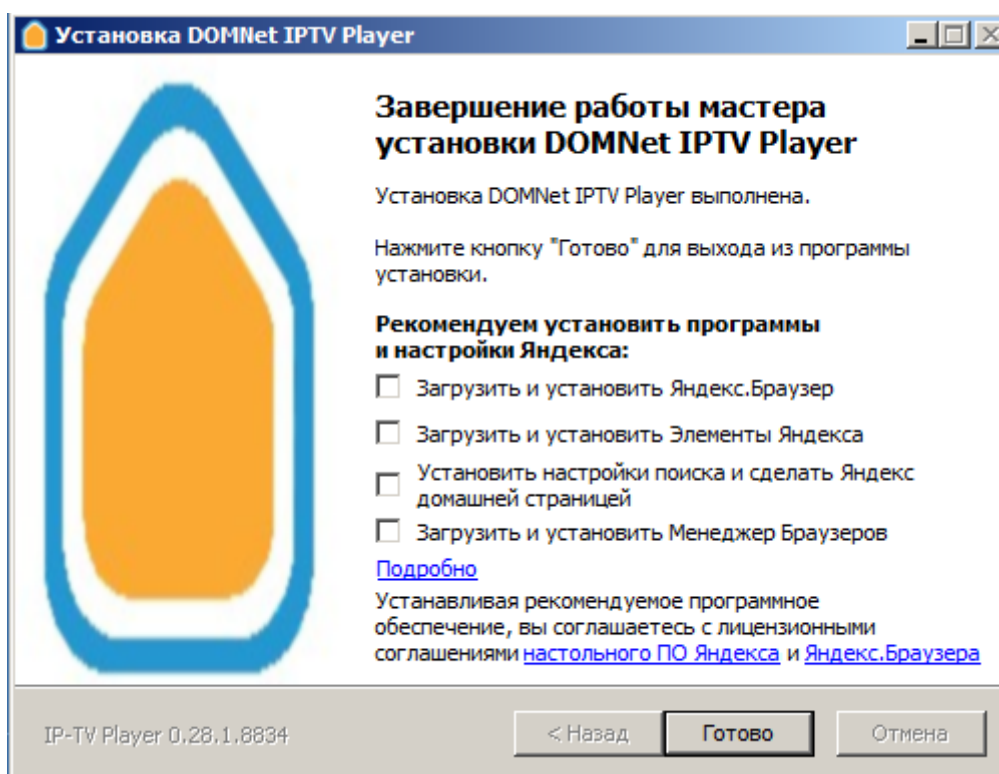 Установка DOMNet IPTV Player
Завершение работы мастера
установки DOMNet IPTV Player
Установка DOMNet IPTV Player выполнена.
Нажмите кнопку "Готово" для выхода из программы
установки.
Рекомендуем установить программы
и настройки Яндекса:
Загрузить и установить Яндекс.Браузер
Загрузить и установить Элементы Яндекса
Установить настройки поиска и сделать Яндекс
домашней страницей
Загрузить и установить Менеджер Браузеров
Подробно
Устанавливая рекомендуемое программное
обеспечение, вы соглашаетесь с лицензионными
соглашениями настольного ПО Яндекса и Яндекс.Браузера
IP-TV Player 0.28.1.8834
< Назад
Готово
Отмена